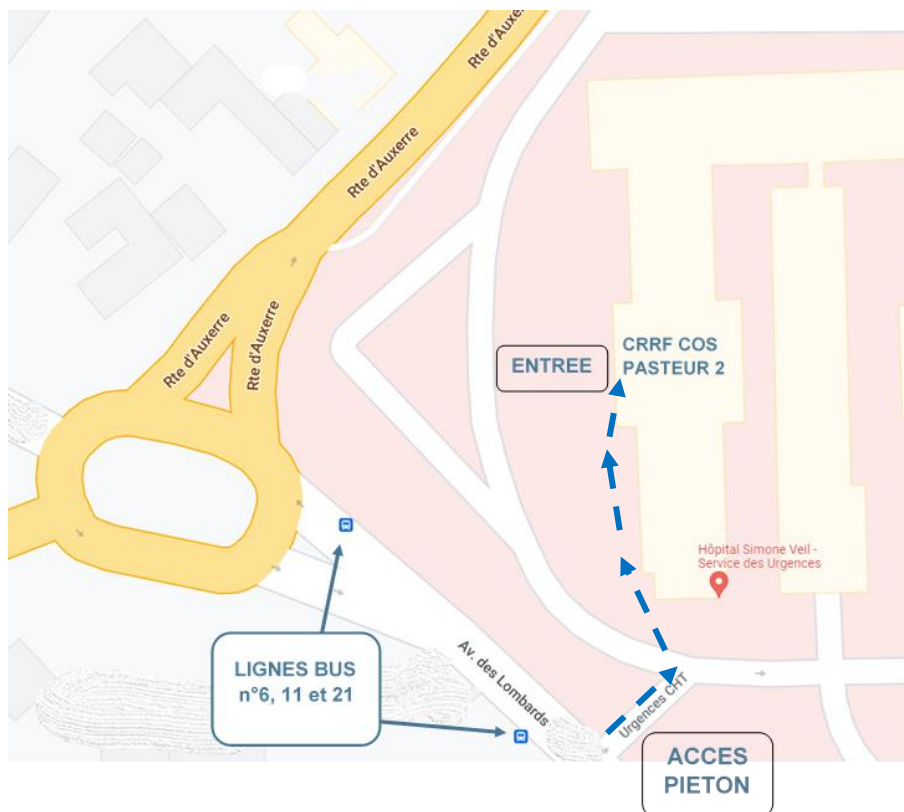 Rte d'Auxe
Rte d'Auxerre
Rte d'Auxerre
Rte d'Auxerre
ENTREE
CRRF COS
PASTEUR 2
Hôpital Simone Veil -
Service des Urgences
LIGNES BUS
n°6, 11 et 21
Av. des Lombards
Urgences CHT
ACCES
PIETON